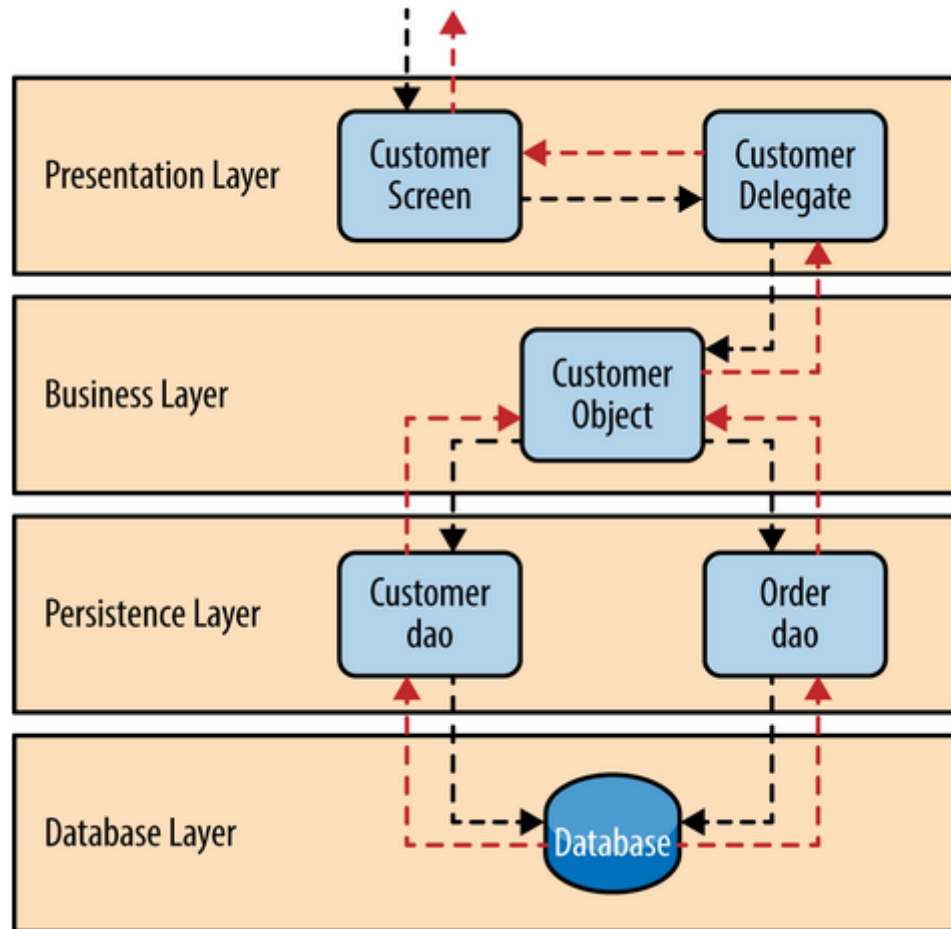 Presentation Layer
Customer
Screen
Customer
Delegate
Business Layer
Customer
Object
Persistence Layer
Customer
dao
Order
dao
Database Layer
Database